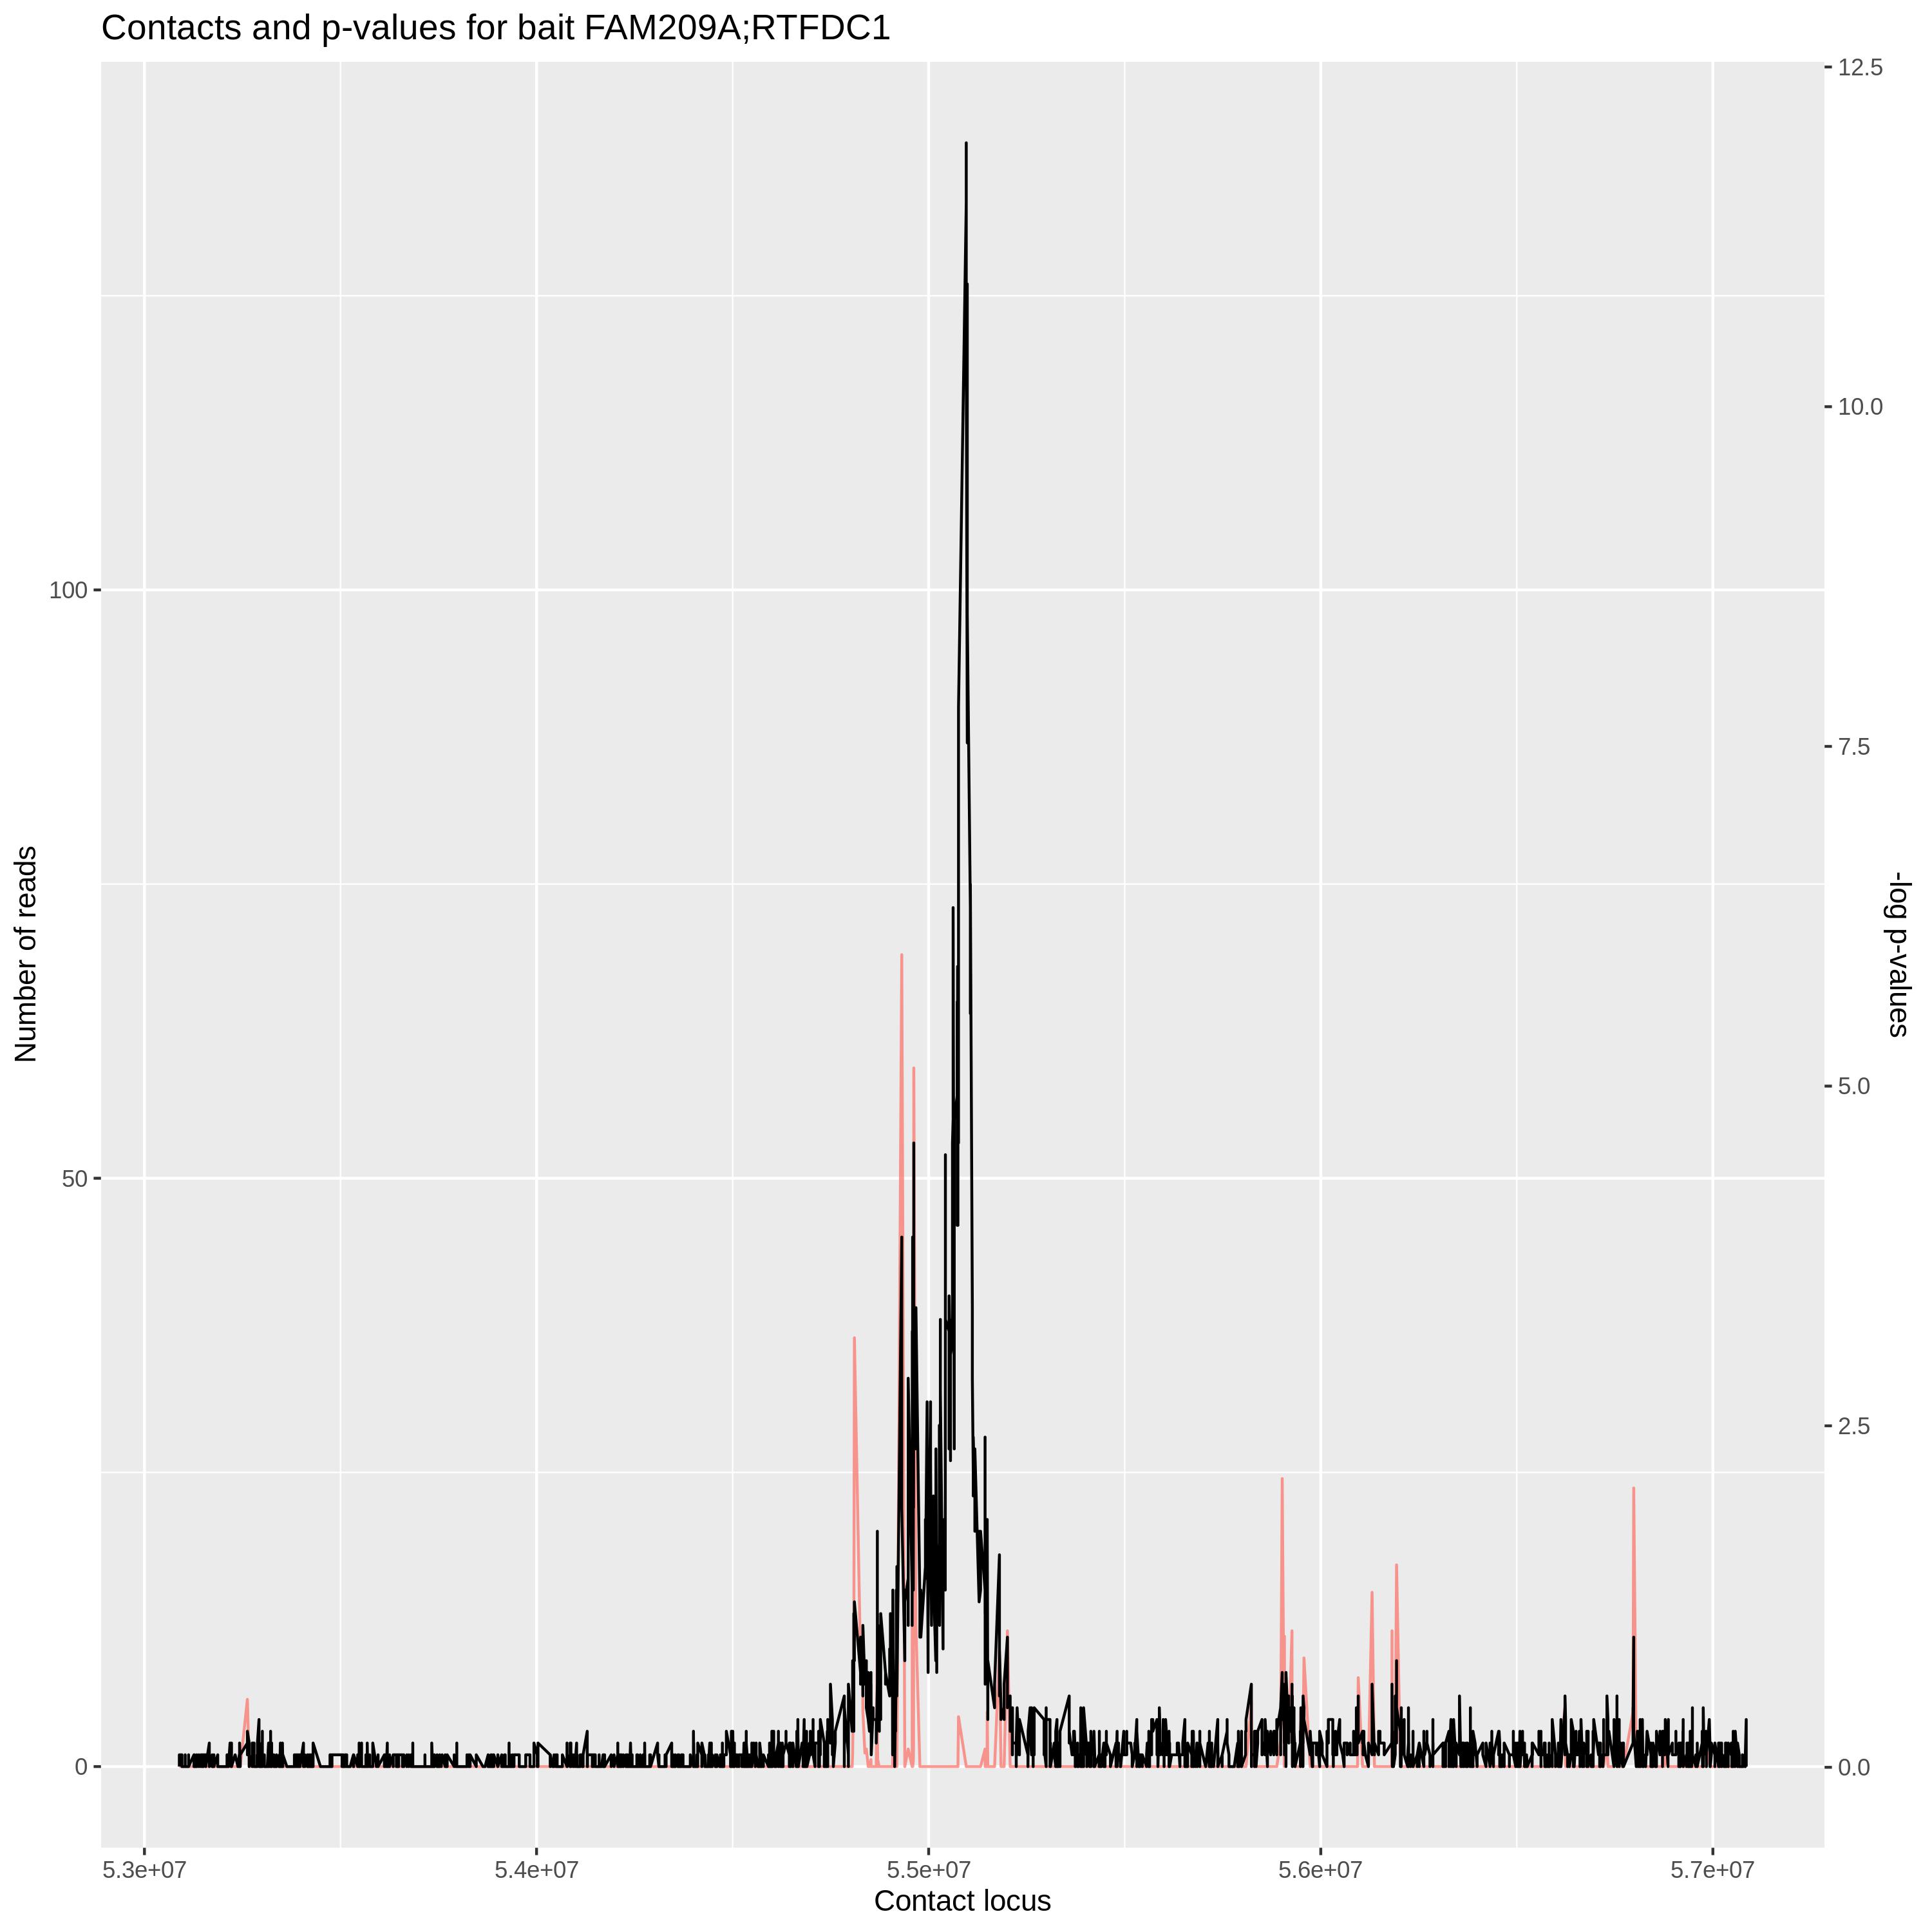 Contacts and p-values for bait FAM209A;RTFDC1
Number of reads
100
50
0
12.5
10.0
7.5
5.0
2.5
0.0
-log p-values
5.3e+07
5.4e+07
5.5e+07
5.6e+07
5.7e+07
Contact locus